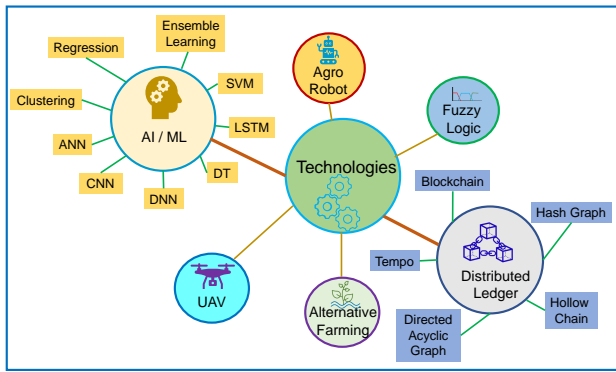 Ensemble
Learning
Regression
SVM
Clustering
AI / ML
LSTM
ANN
CNN
DNN
DT
Agro
Robot
Fuzzy
Logic
Technologies
Blockchain
Hash Graph
Tempo
Distributed
Ledger
Hollow
Chain
Directed
Acyclic
Graph
UAV
Alternative
Farming